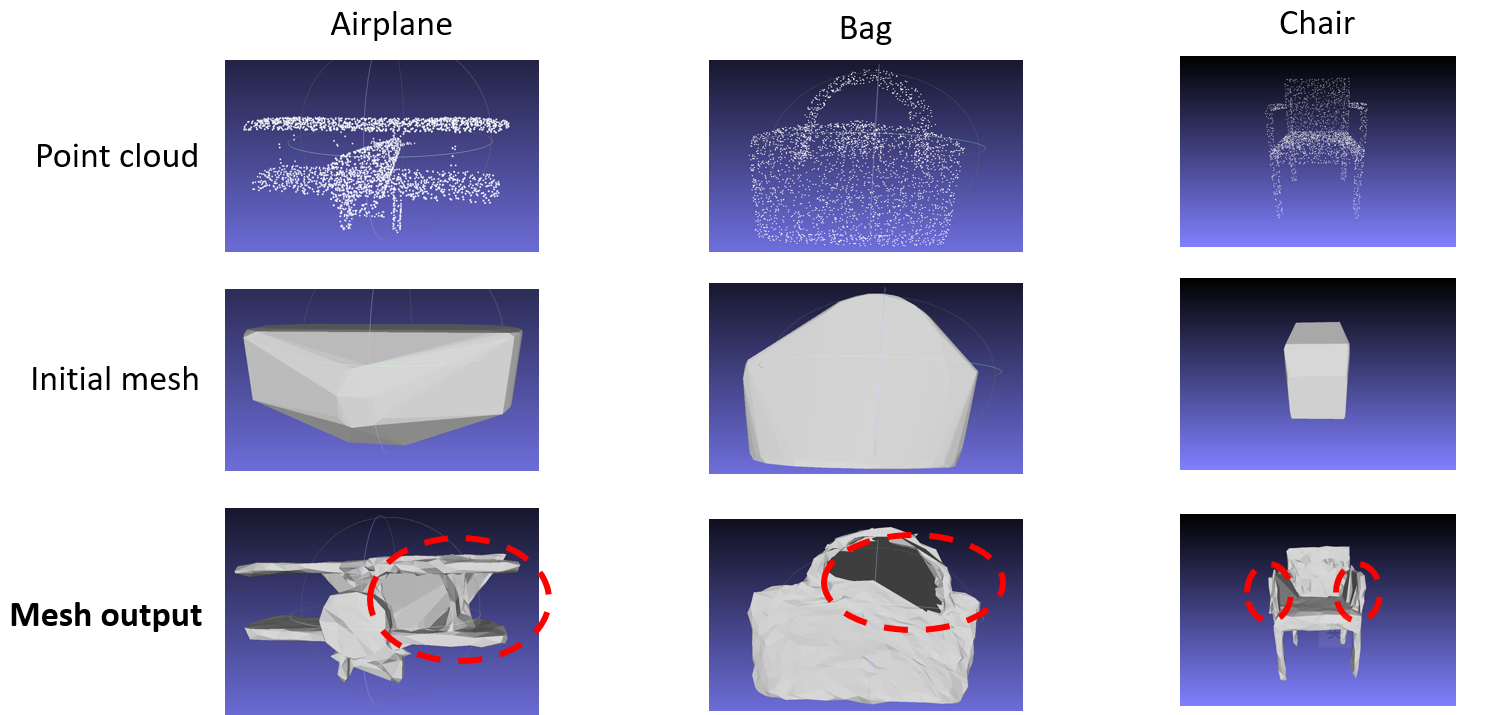 Airplane
Bag
Chair
Point cloud
Initial mesh
Mesh output